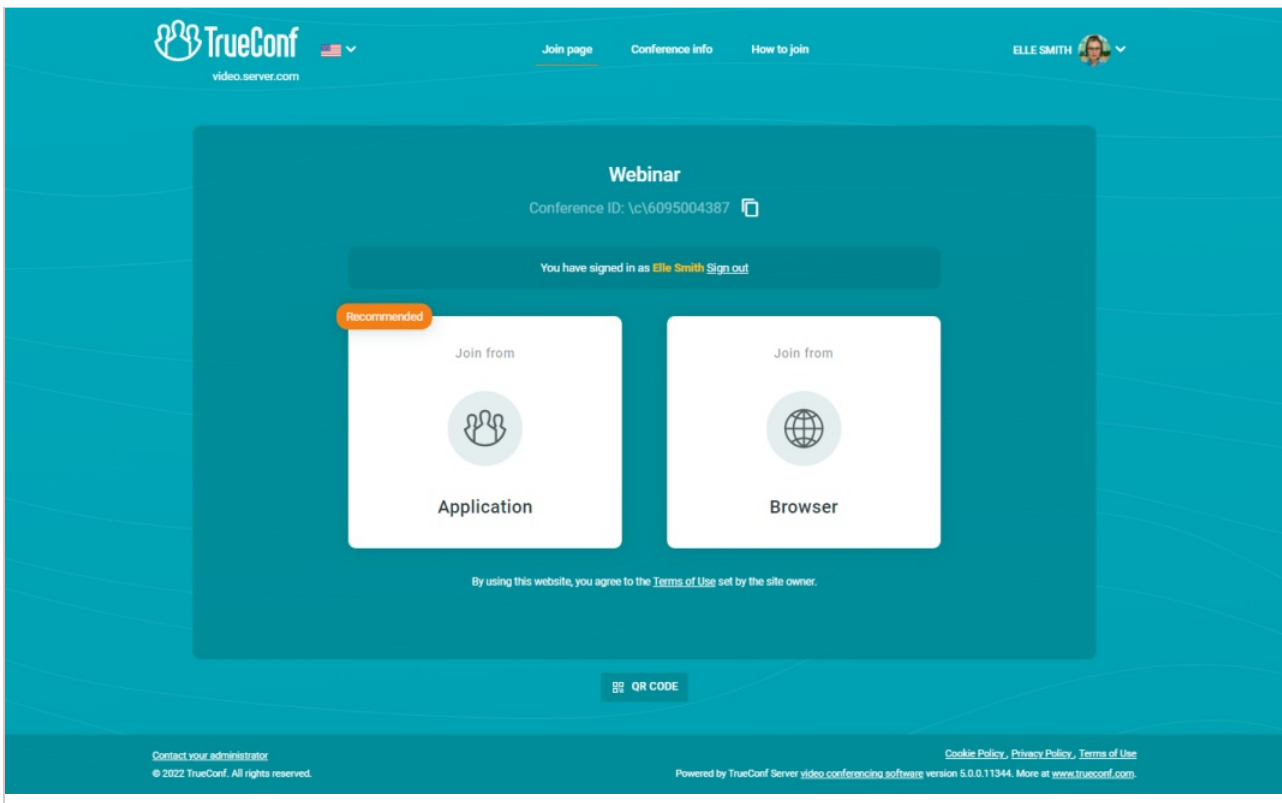 TrueConf
video.server.com
Join page Conference info How to join
ELLE SMITH
Webinar
Conference ID: \c\6095004387
You have signed in as Elle Smith Sign out
Recommended
Join from
Application
Join from
Browser
By using this website, you agree to the Terms of Use set by the site owner.
QR CODE
Contact your administrator
© 2022 TrueConf. All rights reserved.
Cookie Policy , Privacy Policy , Terms of Use
Powered by TrueConf Server video conferencing software version 5.0.0.11344. More at www.trueconf.com.